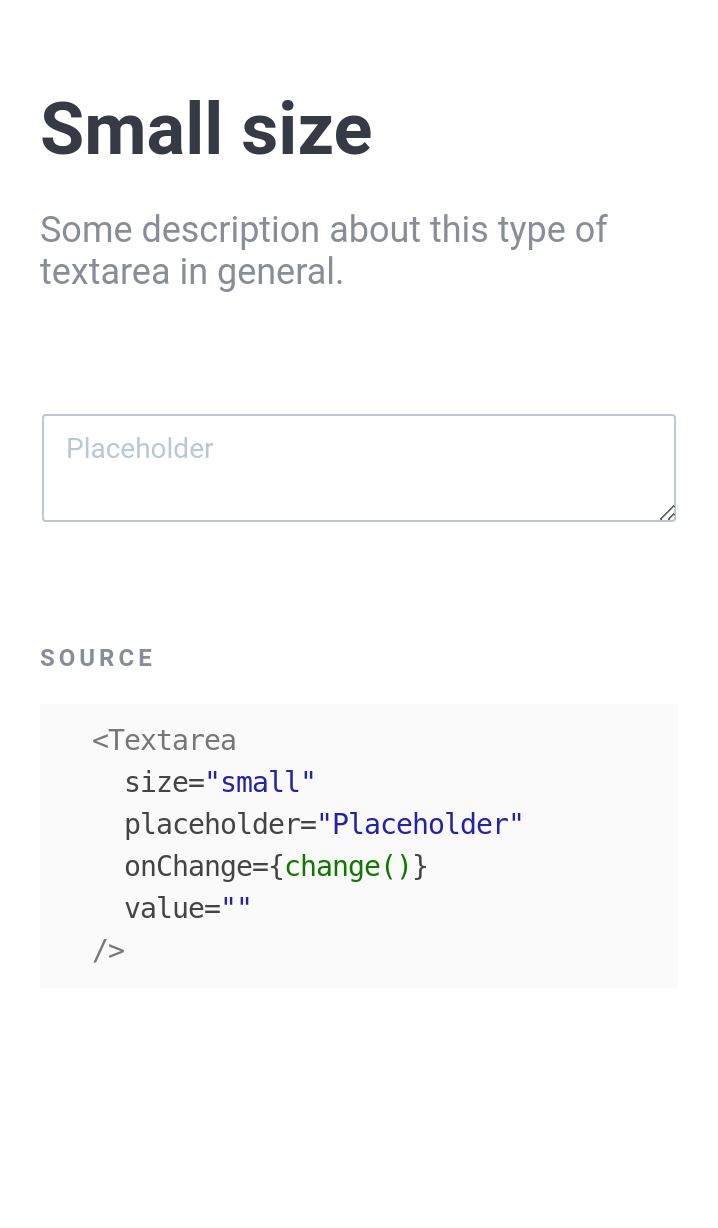 Small size
Some description about this type of
textarea in general.
Placeholder
SOURCE
<Textarea
  size="small"
  placeholder="Placeholder"
  onChange={change()}
  value=""
/>